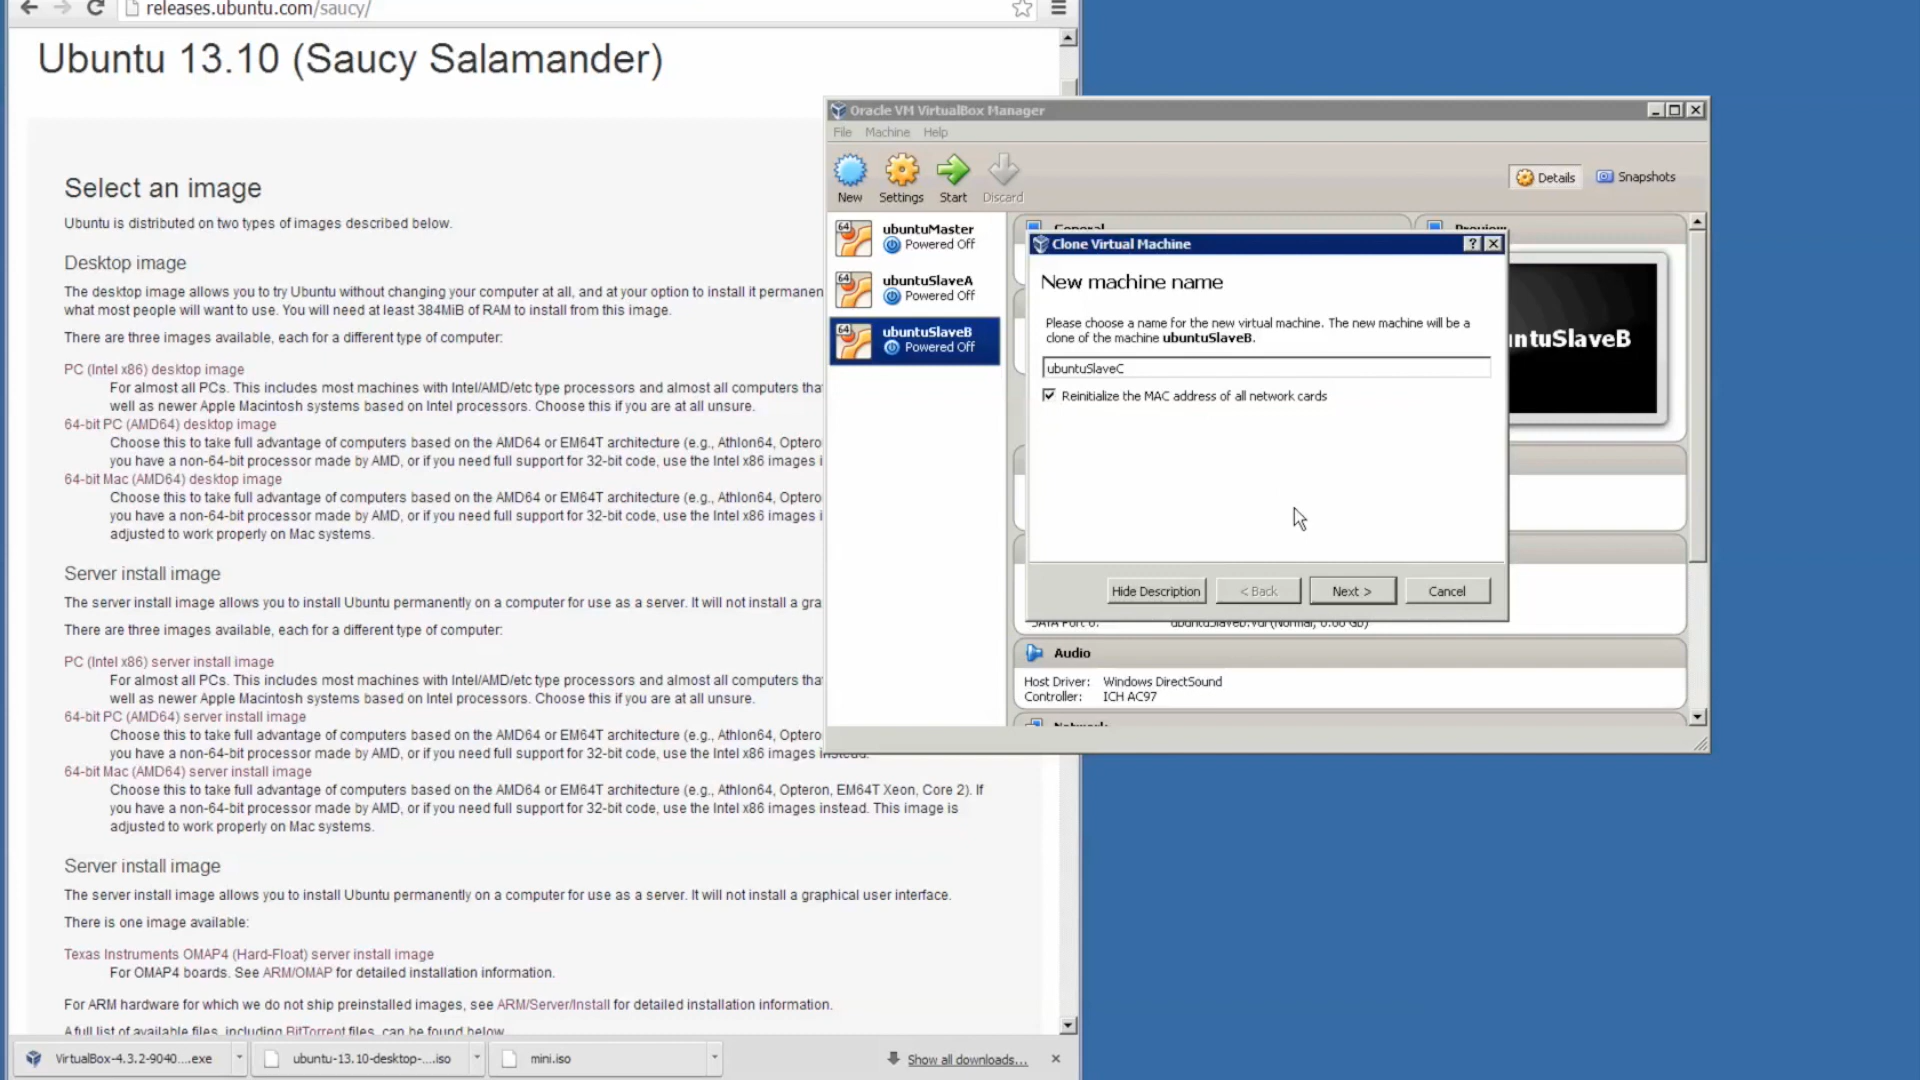 releases.ubuntu.com/saucy/
Ubuntu 13.10 (Saucy Salamander)
Select an image
Ubuntu is distributed on two types of images described below.
Desktop image
The desktop image allows you to try Ubuntu without changing your computer at all, and at your option to install it permanen
what most people will want to use. You will need at least 384MiB of RAM to install from this image.
There are three images available, each for a different type of computer:
PC (Intel x86) desktop image
For almost all PCs. This includes most machines with Intel/AMD/etc type processors and almost all computers tha
well as newer Apple Macintosh systems based on Intel processors. Choose this if you are at all unsure.
64-bit PC (AMD64) desktop image
Choose this to take full advantage of computers based on the AMD64 or EM64T architecture (e.g., Athlon64, Optero
you have a non-64-bit processor made by AMD, or if you need full support for 32-bit code, use the Intel x86 images i
64-bit Mac (AMD64) desktop image
Choose this to take full advantage of computers based on the AMD64 or EM64T architecture (e.g., Athlon64, Optero
you have a non-64-bit processor made by AMD, or if you need full support for 32-bit code, use the Intel x86 images i
adjusted to work properly on Mac systems.
Server install image
The server install image allows you to install Ubuntu permanently on a computer for use as a server. It will not install a gra
There are three images available, each for a different type of computer:
PC (Intel x86) server install image
For almost all PCs. This includes most machines with Intel/AMD/etc type processors and almost all computers tha
well as newer Apple Macintosh systems based on Intel processors. Choose this if you are at all unsure.
64-bit PC (AMD64) server install image
Choose this to take full advantage of computers based on the AMD64 or EM64T architecture (e.g., Athlon64, Optero
you have a non-64-bit processor made by AMD, or if you need full support for 32-bit code, use the Intel x86 images instead.
64-bit Mac (AMD64) server install image
Choose this to take full advantage of computers based on the AMD64 or EM64T architecture (e.g., Athlon64, Opteron, EM64T Xeon, Core 2). If
you have a non-64-bit processor made by AMD, or if you need full support for 32-bit code, use the Intel x86 images instead. This image is
adjusted to work properly on Mac systems.
Server install image
The server install image allows you to install Ubuntu permanently on a computer for use as a server. It will not install a graphical user interface.
There is one image available:
Texas Instruments OMAP4 (Hard-Float) server install image
For OMAP4 boards. See ARM/OMAP for detailed installation information.
For ARM hardware for which we do not ship preinstalled images, see ARM/Server/Install for detailed installation information.
A full list of available files, including BitTorrent files, can be found below.
VirtualBox-4.3.2-9040....exe
ubuntu-13.10-desktop-....iso
mini.iso
Show all downloads...
Oracle VM VirtualBox Manager
File Machine Help
New Settings Start Discard
Details Snapshots
64 ubuntuMaster
Powered Off
64 ubuntuSlaveA
Powered Off
64 ubuntuSlaveB
Powered Off
General
Preview
Clone Virtual Machine
New machine name
Please choose a name for the new virtual machine. The new machine will be a
clone of the machine ubuntuSlaveB.
ubuntuSlaveC
Reinitialize the MAC address of all network cards
Hide Description < Back Next > Cancel
ntuSlaveB
SATA Port 0: ubuntuSlaveB.vdi (Normal, 8.00 GB)
Audio
Host Driver: Windows DirectSound
Controller: ICH AC97
Network